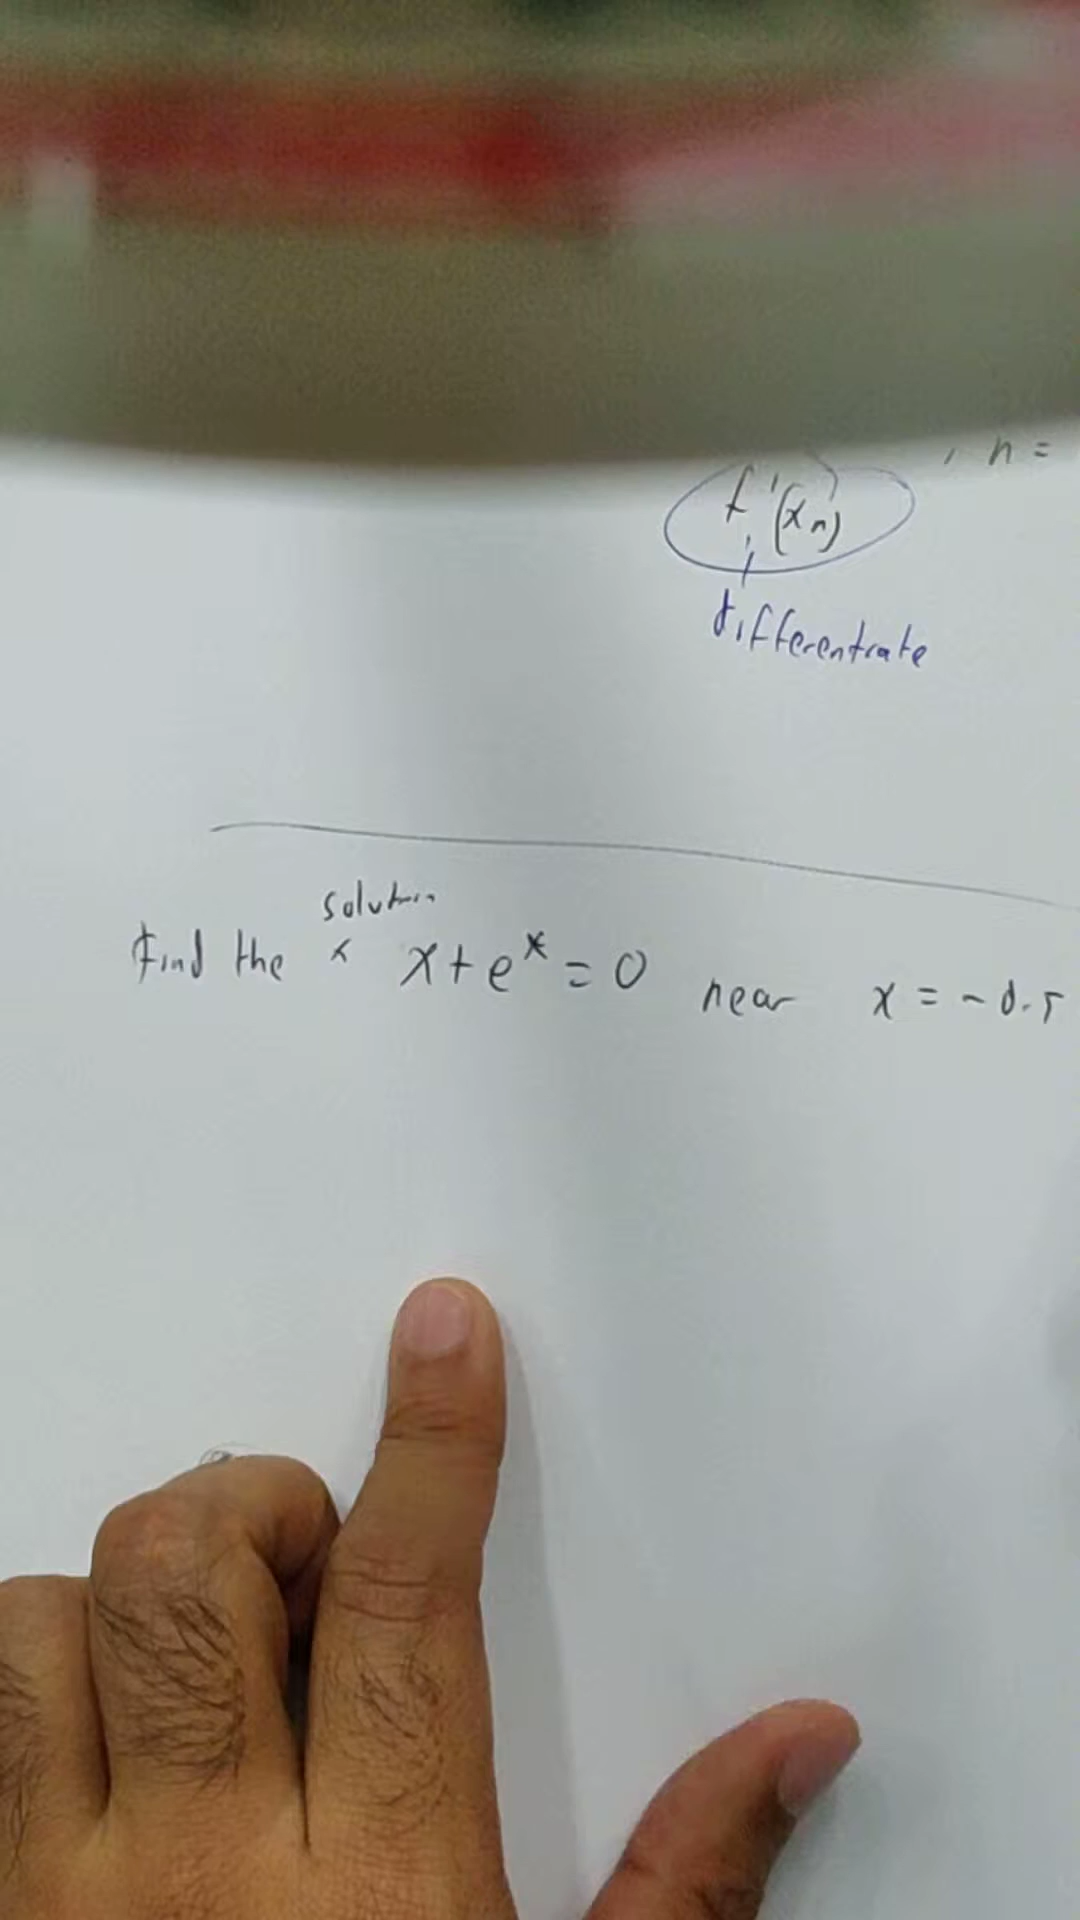 , n =
f'(xn)
differentrate
solution
Find the x x+e^x = 0 near x = -0.5